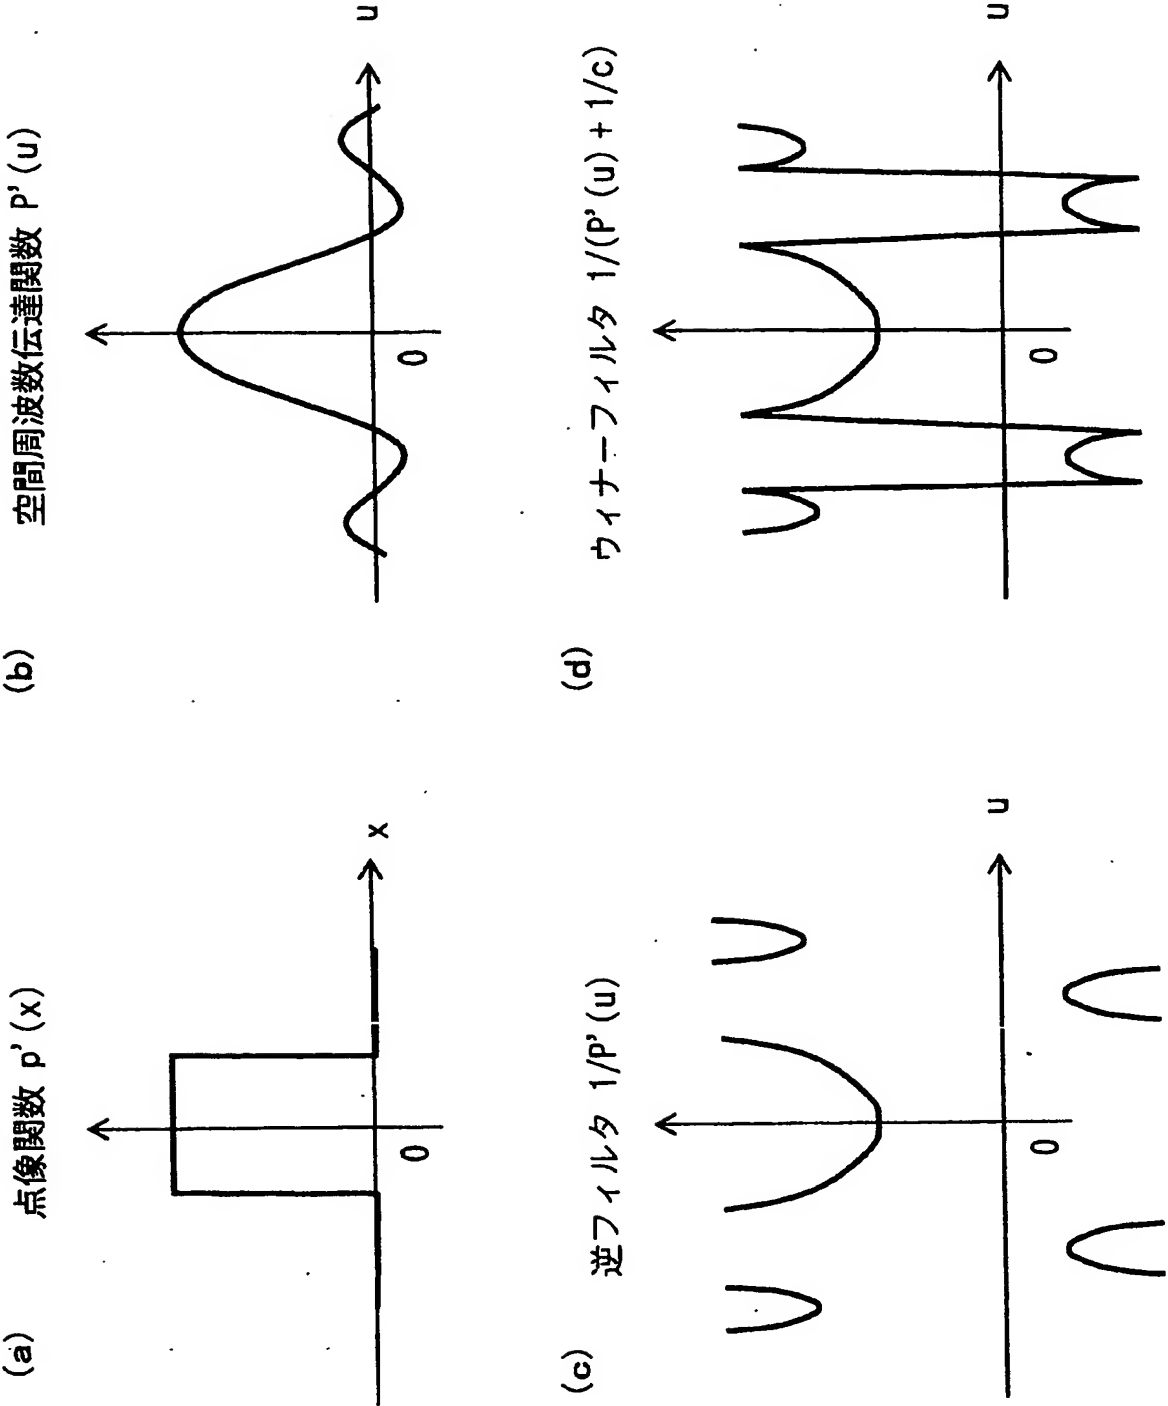 (a)
点像関数 p'(x)
x
0
(b)
空間周波数伝達関数 P'(u)
u
0
(c)
逆フィルタ 1/P'(u)
u
0
(d)
ウィナーフィルタ 1/(P'(u)+1/c)
u
0